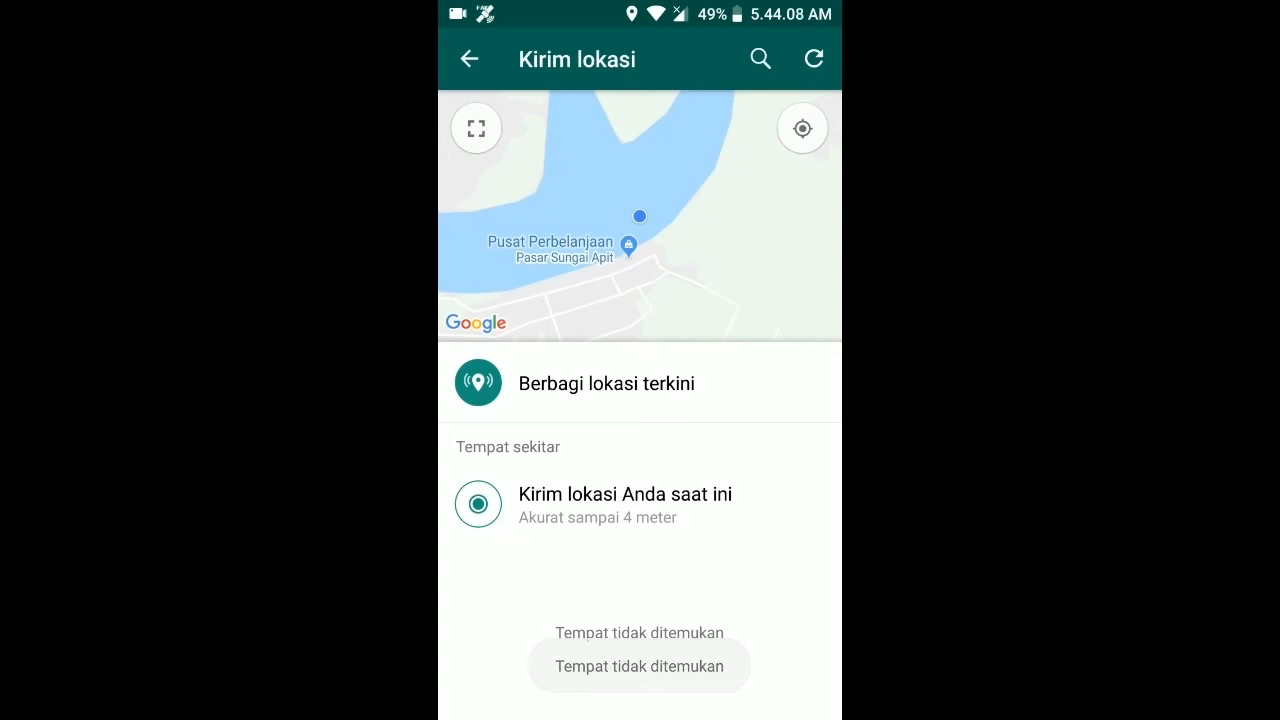 49% 5.44.08 AM
Kirim lokasi
Pusat Perbelanjaan
Pasar Sungai Apit
Google
Berbagi lokasi terkini
Tempat sekitar
Kirim lokasi Anda saat ini
Akurat sampai 4 meter
Tempat tidak ditemukan
Tempat tidak ditemukan